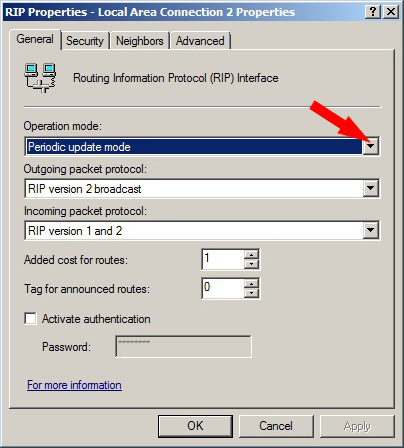 RIP Properties - Local Area Connection 2 Properties
General Security Neighbors Advanced
Routing Information Protocol (RIP) Interface
Operation mode:
Periodic update mode
Outgoing packet protocol:
RIP version 2 broadcast
Incoming packet protocol:
RIP version 1 and 2
Added cost for routes: 1
Tag for announced routes: 0
Activate authentication
Password: ********
For more information
OK Cancel Apply